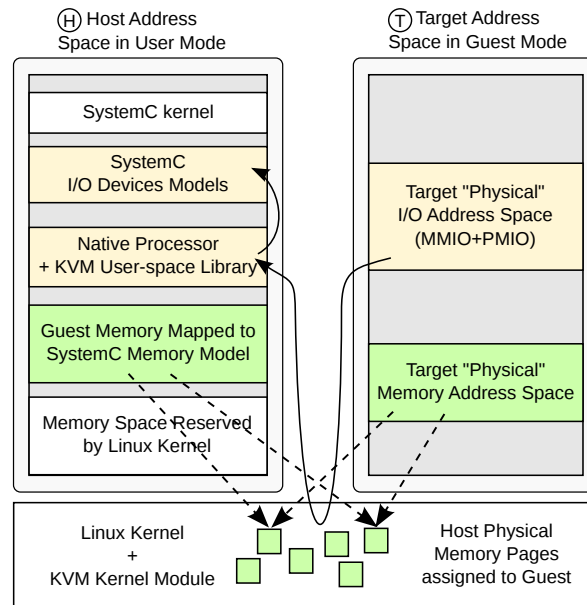 H Host Address
Space in User Mode
T Target Address
Space in Guest Mode
SystemC kernel
SystemC
I/O Devices Models
Native Processor
+ KVM User-space Library
Guest Memory Mapped to
SystemC Memory Model
Memory Space Reserved
by Linux Kernel
Target "Physical"
I/O Address Space
(MMIO+PMIO)
Target "Physical"
Memory Address Space
Linux Kernel
+
KVM Kernel Module
Host Physical
Memory Pages
assigned to Guest